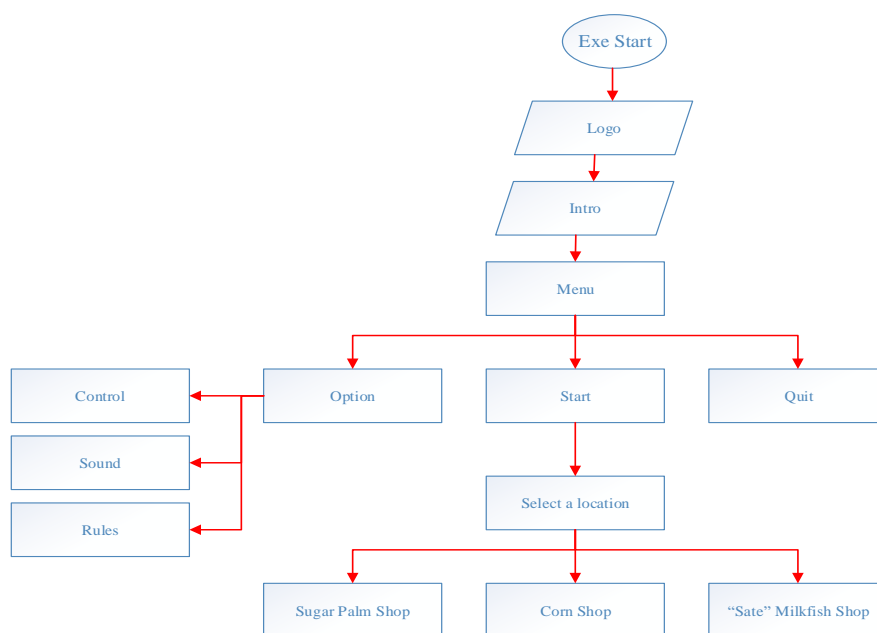 Exe Start
Logo
Intro
Menu
Control
Option
Start
Quit
Sound
Rules
Select a location
Sugar Palm Shop
Corn Shop
“Sate” Milkfish Shop